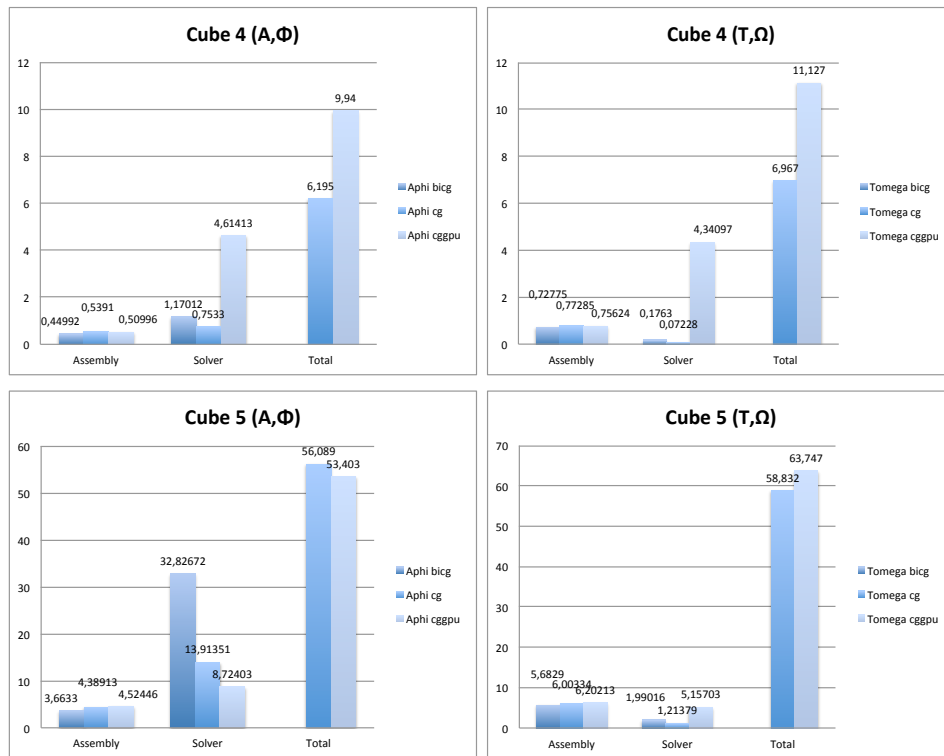 Cube 4 (A,Φ)
12
10
8
6
4
2
0
0,44992
0,5391
0,50996
1,17012
0,7533
4,61413
6,195
9,94
Assembly
Solver
Total
Aphi bicg
Aphi cg
Aphi cggpu
Cube 4 (T,Ω)
12
10
8
6
4
2
0
0,72775
0,77285
0,75624
0,1763
0,07228
4,34097
6,967
11,127
Assembly
Solver
Total
Tomega bicg
Tomega cg
Tomega cggpu
Cube 5 (A,Φ)
60
50
40
30
20
10
0
3,6633
4,38913
4,52446
32,82672
13,91351
8,72403
56,089
53,403
Assembly
Solver
Total
Aphi bicg
Aphi cg
Aphi cggpu
Cube 5 (T,Ω)
70
60
50
40
30
20
10
0
5,6829
6,00334
6,20213
1,99016
1,21379
5,15703
58,832
63,747
Assembly
Solver
Total
Tomega bicg
Tomega cg
Tomega cggpu